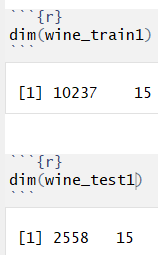 ```{r}
dim(wine_train1)
```
[1] 10237    15
```{r}
dim(wine_test1)
```
[1] 2558   15